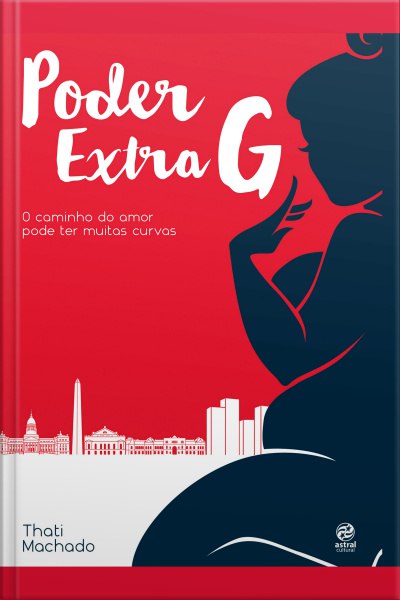 Poder
Extra G
O caminho do amor
pode ter muitas curvas
Thati
Machado
astral
cultural